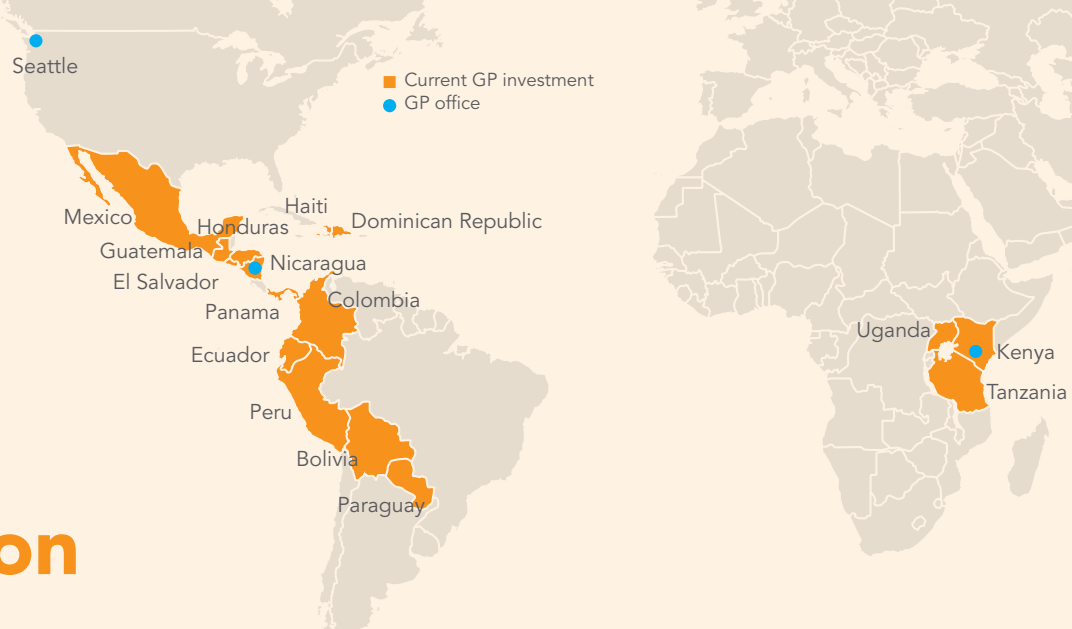 Seattle
Current GP investment
GP office
Haiti
Mexico
Honduras
Dominican Republic
Guatemala
Nicaragua
El Salvador
Colombia
Panama
Uganda
Ecuador
Kenya
Tanzania
Peru
Bolivia
Paraguay
on